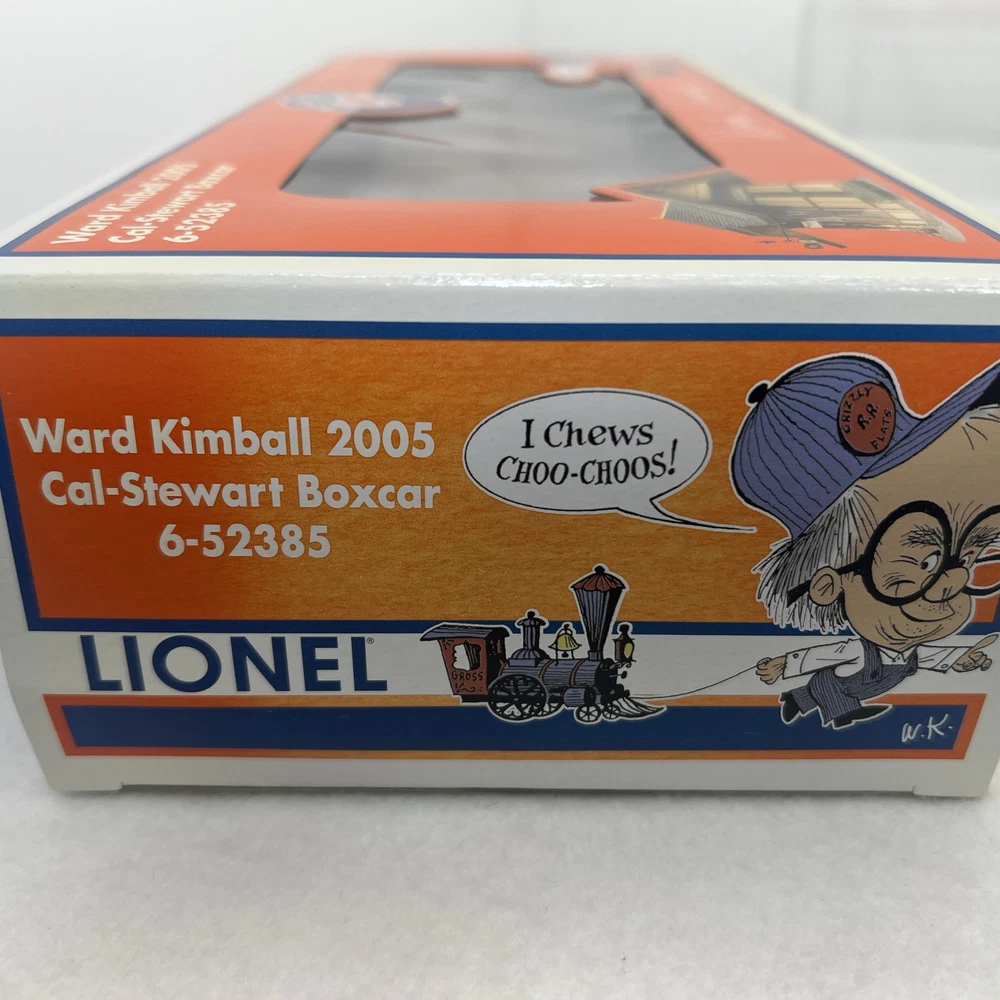 Ward Kimball 2005
Cal-Stewart Boxcar
6-52385
Ward Kimball 2005
Cal-Stewart Boxcar
6-52385
I Chews
CHOO-CHOOS!
GRIZZLY
R.R.
FLATS
LIONEL®
GROSS
W.K.